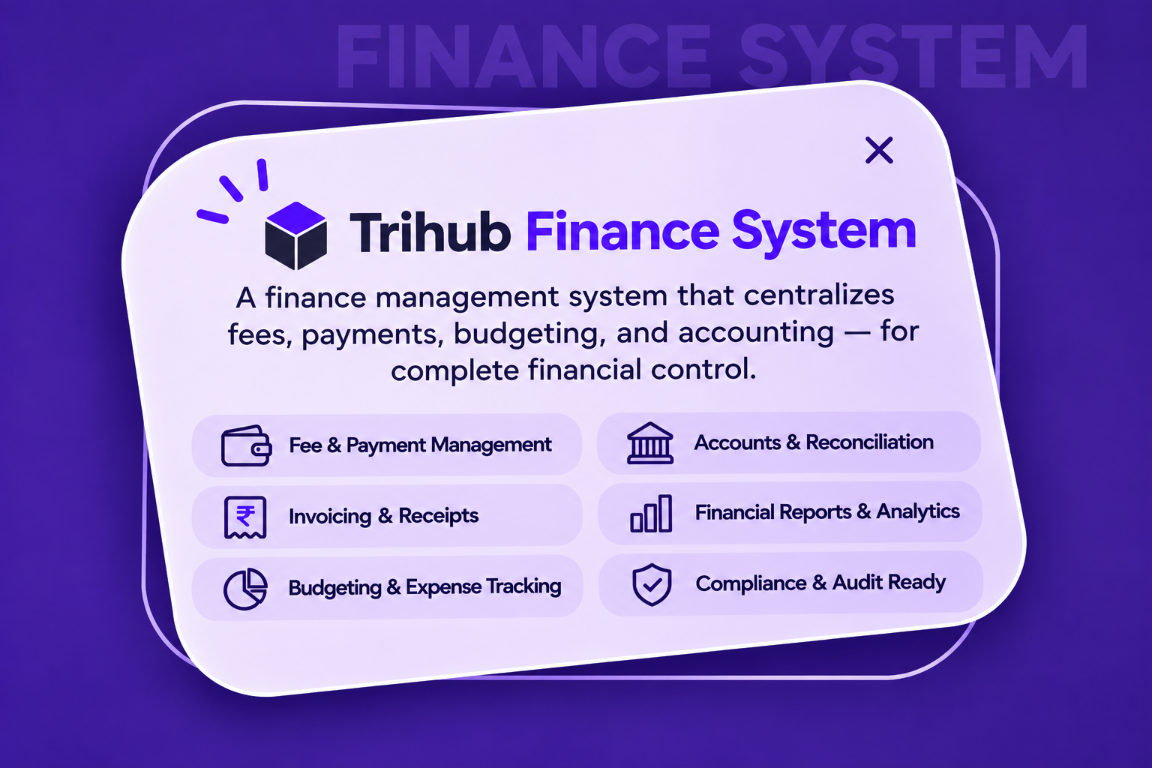 FINANCE SYSTEM
Trihub Finance System
A finance management system that centralizes
fees, payments, budgeting, and accounting — for
complete financial control.
Fee & Payment Management
Accounts & Reconciliation
₹
Invoicing & Receipts
Financial Reports & Analytics
Budgeting & Expense Tracking
Compliance & Audit Ready